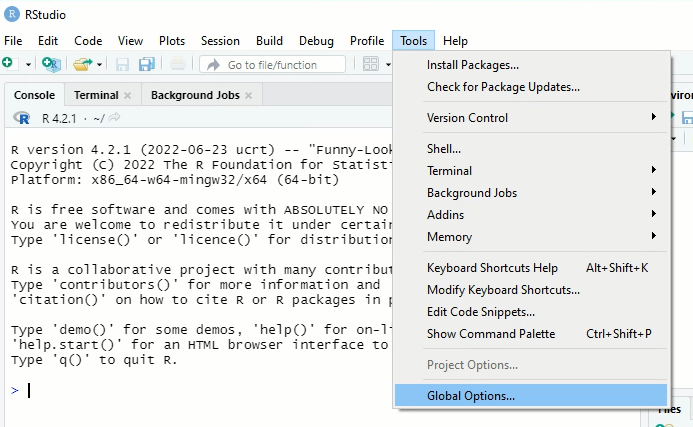 RStudio
File Edit Code View Plots Session Build Debug Profile Tools Help
Go to file/function
Console Terminal Background Jobs
R 4.2.1 · ~/
R version 4.2.1 (2022-06-23 ucrt) -- "Funny-Look
Copyright (C) 2022 The R Foundation for Statist
Platform: x86_64-w64-mingw32/x64 (64-bit)
R is free software and comes with ABSOLUTELY NO
You are welcome to redistribute it under certain
Type 'license()' or 'licence()' for distribution
R is a collaborative project with many contribut
Type 'contributors()' for more information and
'citation()' on how to cite R or R packages in p
Type 'demo()' for some demos, 'help()' for on-li
'help.start()' for an HTML browser interface to
Type 'q()' to quit R.
>
Install Packages...
Check for Package Updates...
Version Control
Shell...
Terminal
Background Jobs
Addins
Memory
Keyboard Shortcuts Help Alt+Shift+K
Modify Keyboard Shortcuts...
Edit Code Snippets...
Show Command Palette Ctrl+Shift+P
Project Options...
Global Options...
Files